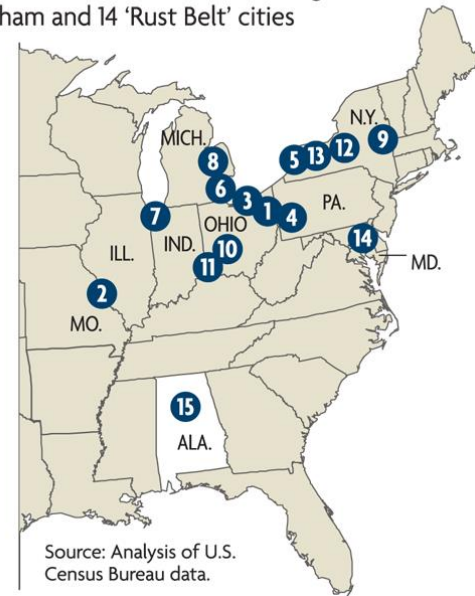 ham and 14 ‘Rust Belt’ cities
N.Y.
MICH.
9
12
13
5
8
6
3
1
4
PA.
7
OHIO
10
14
IND.
ILL.
11
MD.
2
MO.
15
ALA.
Source: Analysis of U.S.
Census Bureau data.